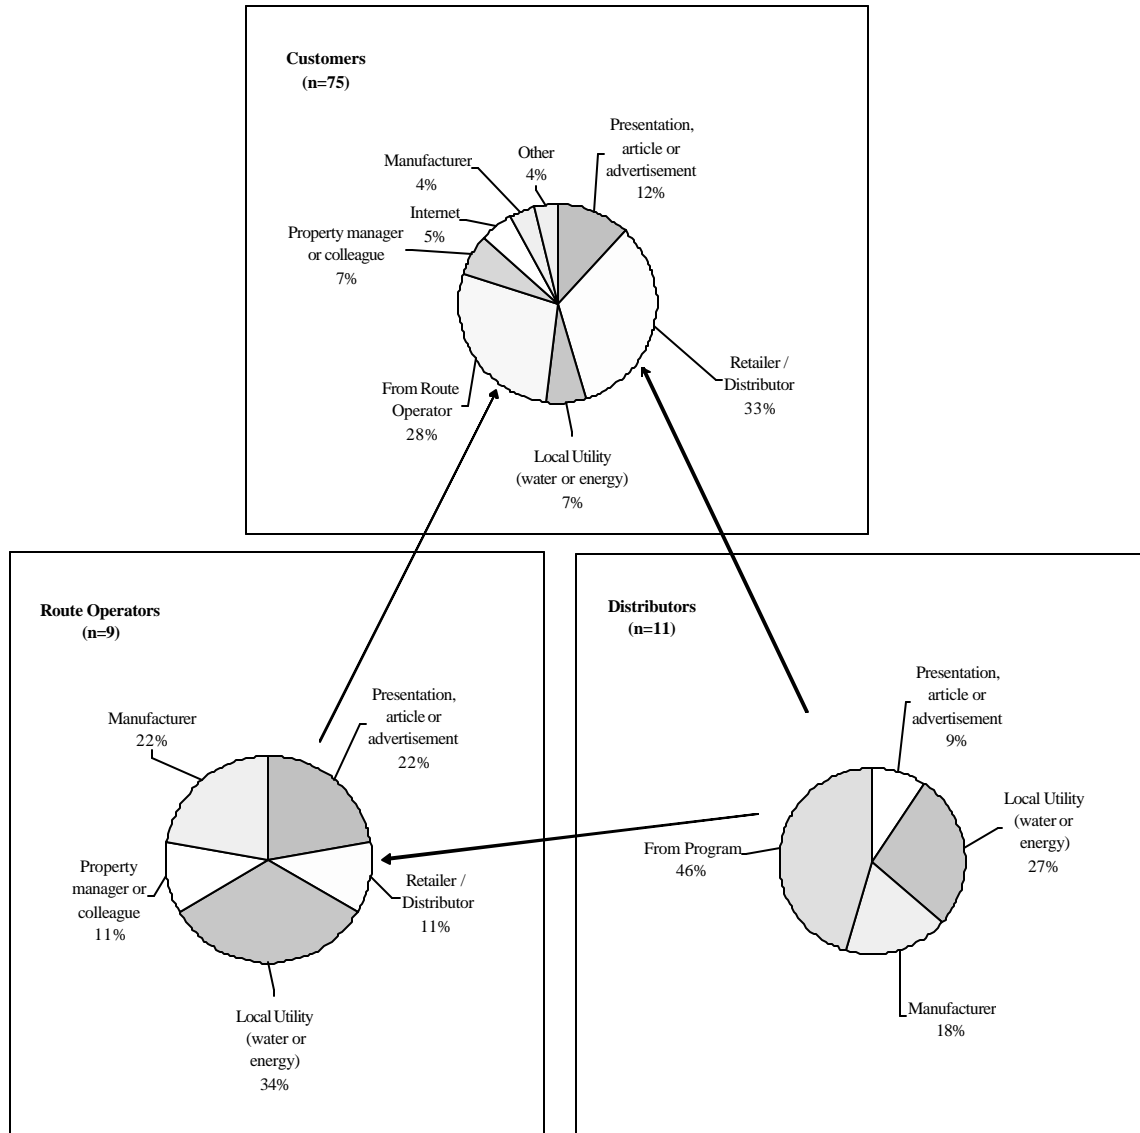 Customers
(n=75)
Presentation,
article or
advertisement
12%
Other
4%
Manufacturer
4%
Internet
5%
Property manager
or colleague
7%
Retailer /
Distributor
33%
From Route
Operator
28%
Local Utility
(water or energy)
7%
Route Operators
(n=9)
Presentation,
article or
advertisement
22%
Manufacturer
22%
Property
manager or
colleague
11%
Retailer /
Distributor
11%
Local Utility
(water or
energy)
34%
Distributors
(n=11)
Presentation,
article or
advertisement
9%
Local Utility
(water or
energy)
27%
From Program
46%
Manufacturer
18%